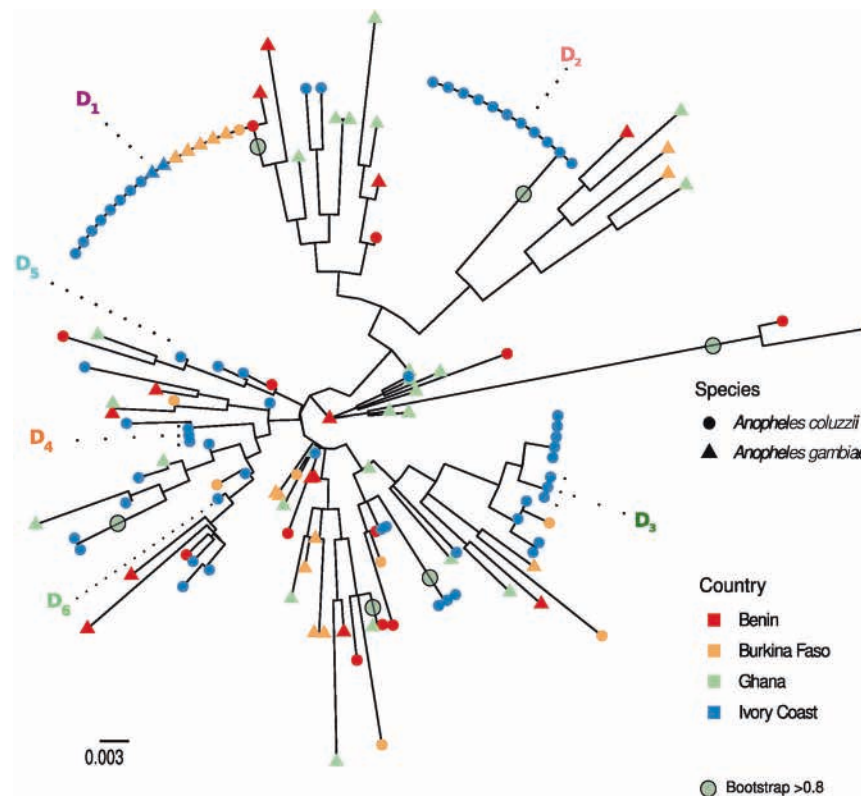 D1
D2
D5
Species
Anopheles coluzzii
Anopheles gambiae
D4
D3
Country
Benin
D6
Burkina Faso
Ghana
Ivory Coast
0.003
Bootstrap >0.8